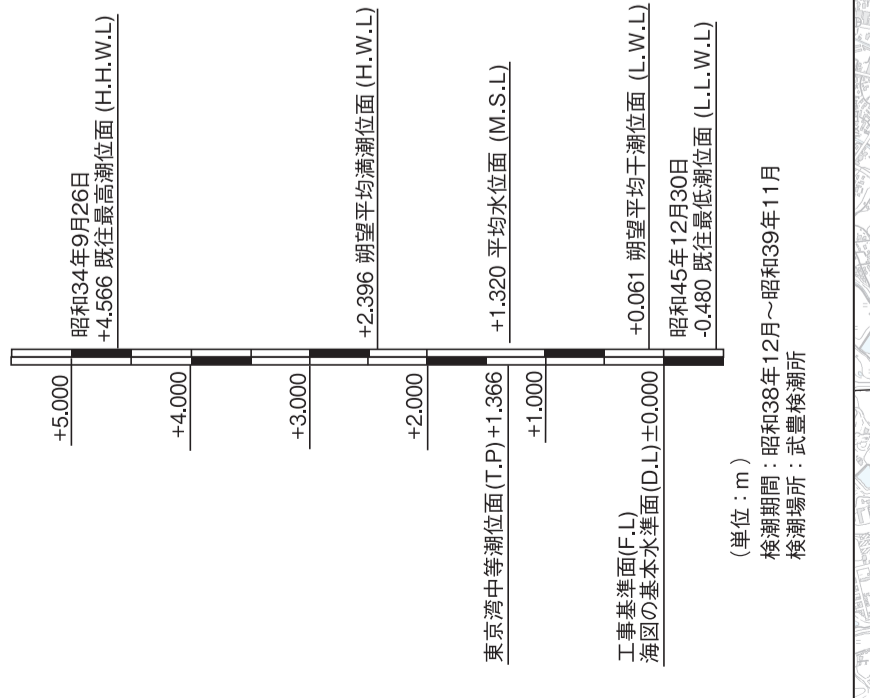 昭和34年9月26日
+4.566 既往最高潮位面 (H.H.W.L)
+2.396 朔望平均満潮位面 (H.W.L)
+1.320 平均水位面 (M.S.L)
+0.061 朔望平均干潮位面 (L.W.L)
昭和45年12月30日
-0.480 既往最低潮位面 (L.L.W.L)
+5.000
+4.000
+3.000
+2.000
東京湾中等潮位面(T.P)+1.366
+1.000
工事基準面(F.L)
海図の基本水準面(D.L)±0.000
(単位：m )
検潮期間：昭和38年12月～昭和39年11月
検潮場所：武豊検潮所